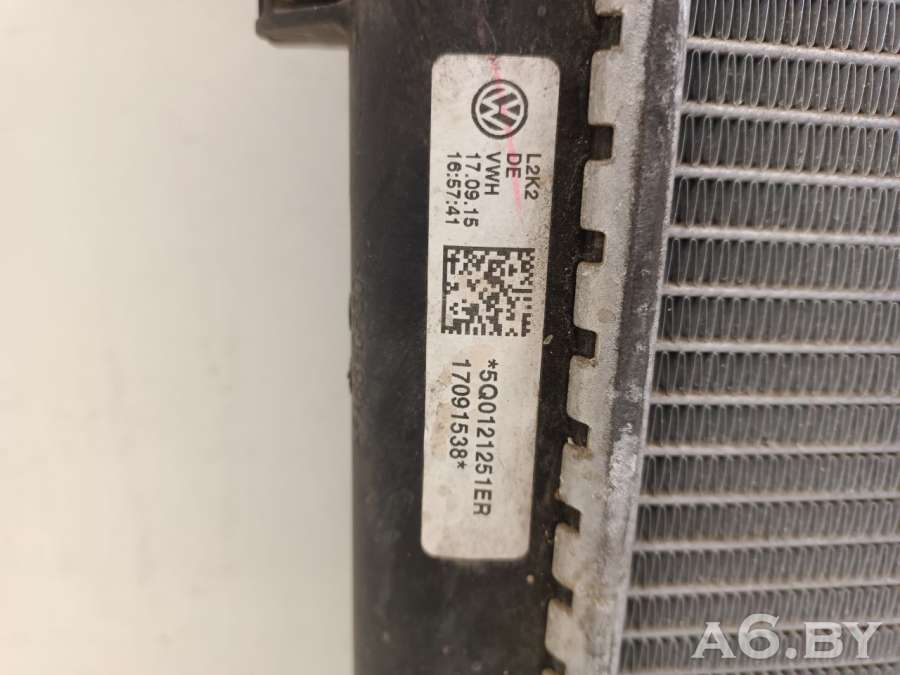 L2K2
DE
VWH
17.09.15
16:57:41
*5Q0121251ER
17091538*
A6.BY